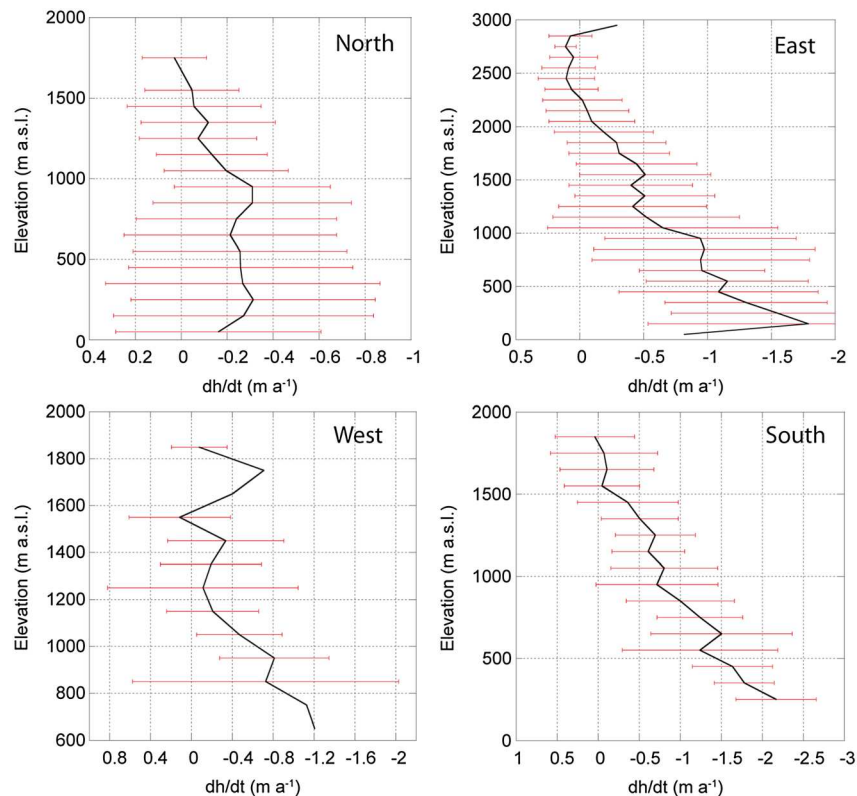 North
Elevation (m a.s.l.)
2000
1500
1000
500
0
0.4 0.2 0 -0.2 -0.4 -0.6 -0.8 -1
dh/dt (m a⁻¹)
East
Elevation (m a.s.l.)
3000
2500
2000
1500
1000
500
0
0.5 0 -0.5 -1 -1.5 -2
dh/dt (m a⁻¹)
West
Elevation (m a.s.l.)
2000
1800
1600
1400
1200
1000
800
600
0.8 0.4 0 -0.4 -0.8 -1.2 -1.6 -2
dh/dt (m a⁻¹)
South
Elevation (m a.s.l.)
2000
1500
1000
500
0
1 0.5 0 -0.5 -1 -1.5 -2 -2.5 -3
dh/dt (m a⁻¹)